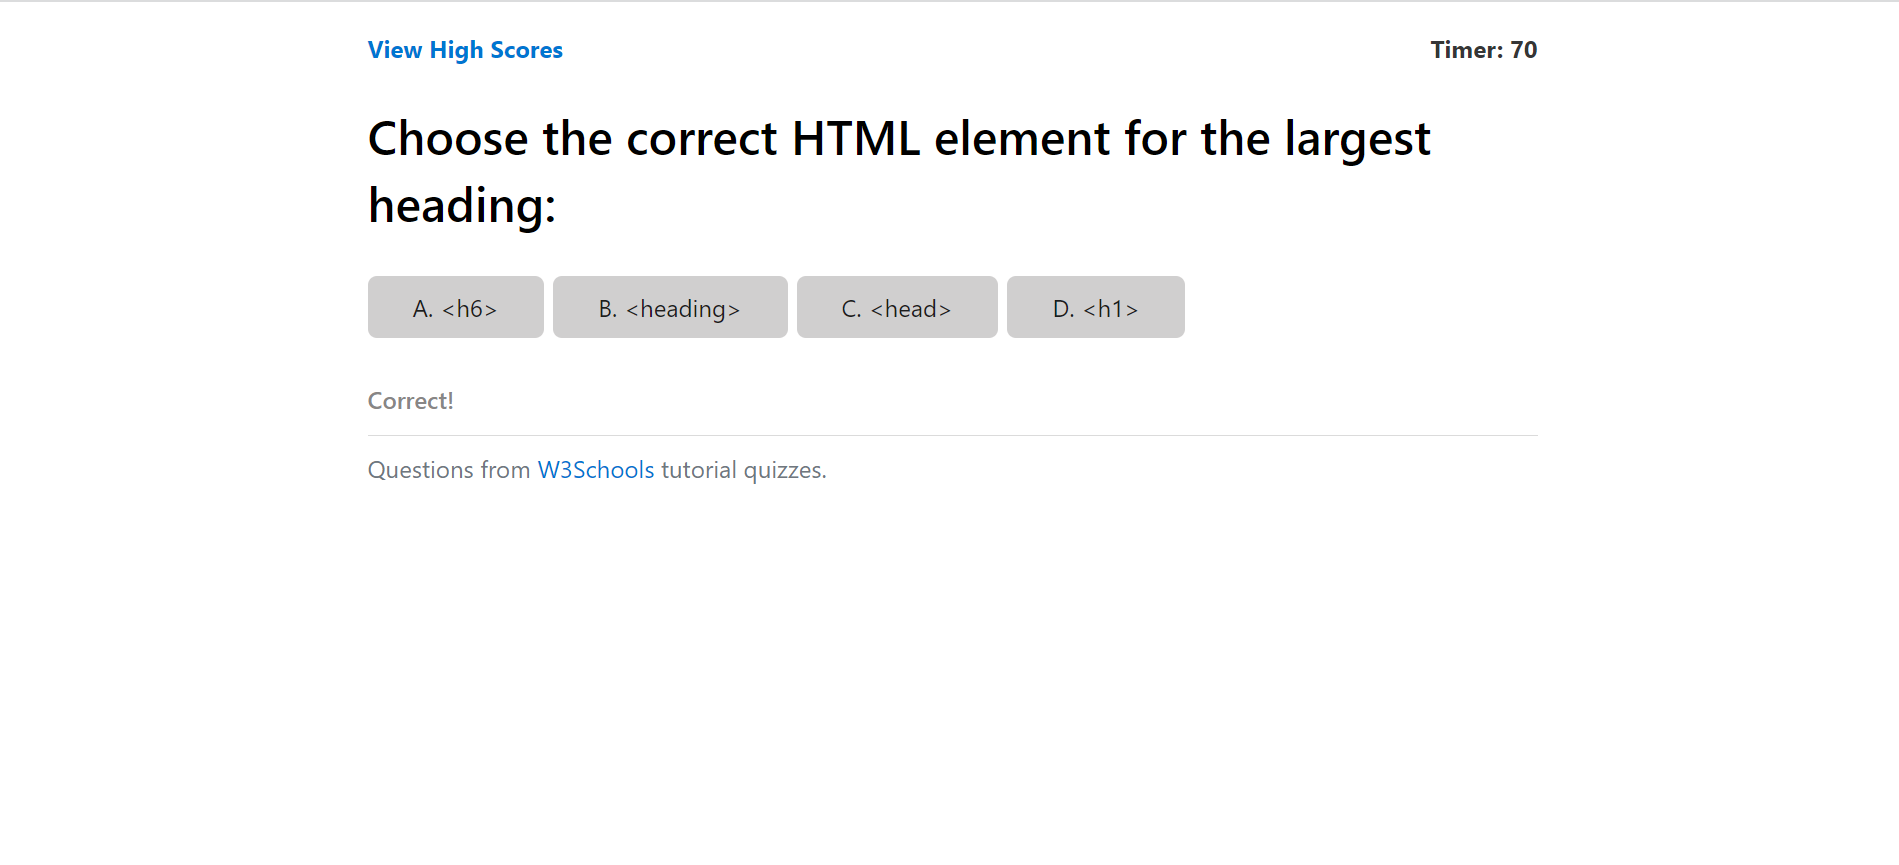 View High Scores
Timer: 70
Choose the correct HTML element for the largest
heading:
A. <h6>
B. <heading>
C. <head>
D. <h1>
Correct!
Questions from W3Schools tutorial quizzes.